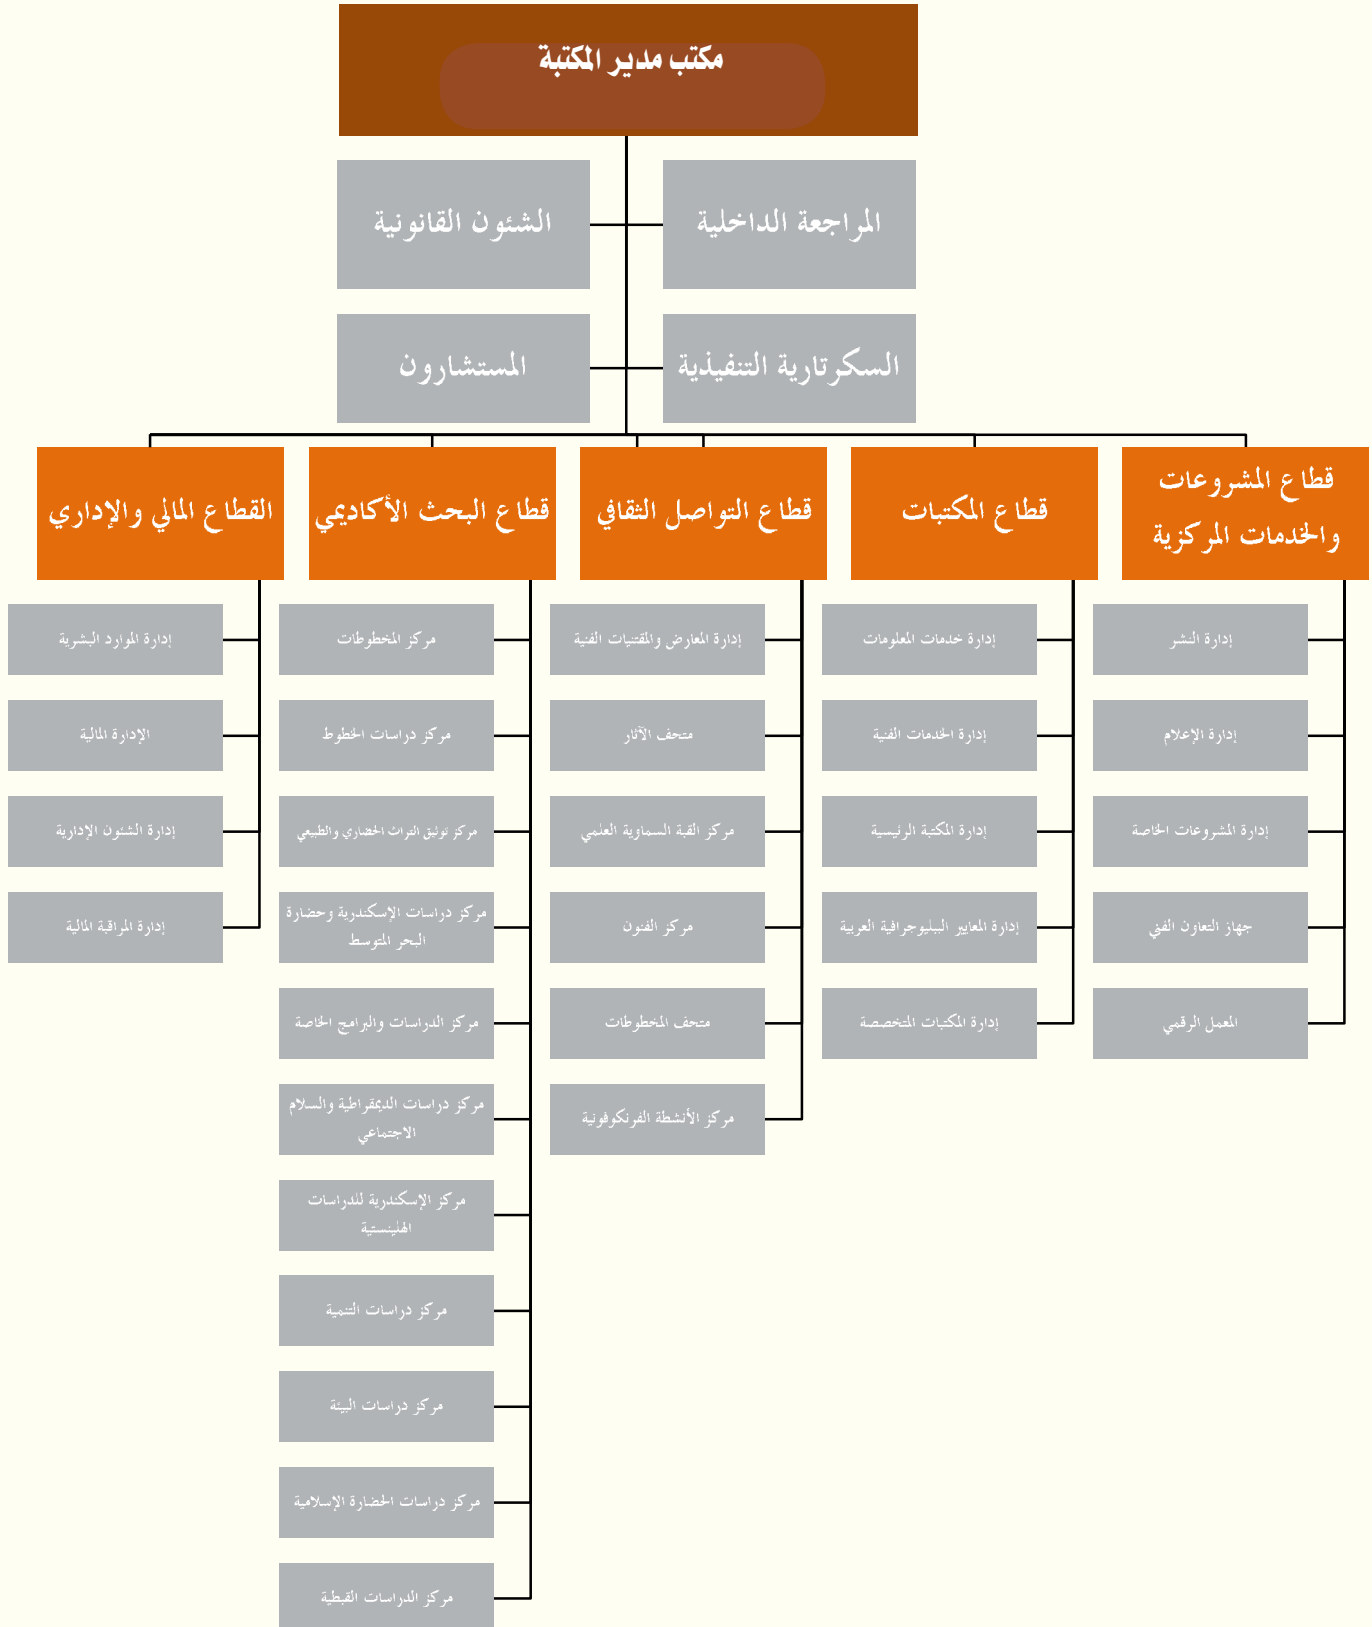 مكتب مدير المكتبة
المراجعة الداخلية
الشئون القانونية
السكرتارية التنفيذية
المستشارون
قطاع المشروعات
والخدمات المركزية
إدارة النشر
إدارة الإعلام
إدارة المشروعات الخاصة
جهاز التعاون الفني
المعمل الرقمي
قطاع المكتبات
إدارة خدمات المعلومات
إدارة الخدمات الفنية
إدارة المكتبة الرئيسية
إدارة المعايير الببليوجرافية العربية
إدارة المكتبات المتخصصة
قطاع التواصل الثقافي
إدارة المعارض والمقتنيات الفنية
متحف الآثار
مركز القبة السماوية العلمي
مركز الفنون
متحف المخطوطات
مركز الأنشطة الفرنكوفونية
قطاع البحث الأكاديمي
مركز المخطوطات
مركز دراسات الخطوط
مركز توثيق التراث الحضاري والطبيعي
مركز دراسات الإسكندرية وحضارة
البحر المتوسط
مركز الدراسات والبرامج الخاصة
مركز دراسات الديمقراطية والسلام
الاجتماعي
مركز الإسكندرية للدراسات
الهلينستية
مركز دراسات التنمية
مركز دراسات البيئة
مركز دراسات الحضارة الإسلامية
مركز الدراسات القبطية
القطاع المالي والإداري
إدارة الموارد البشرية
الإدارة المالية
إدارة الشئون الإدارية
إدارة المراقبة المالية